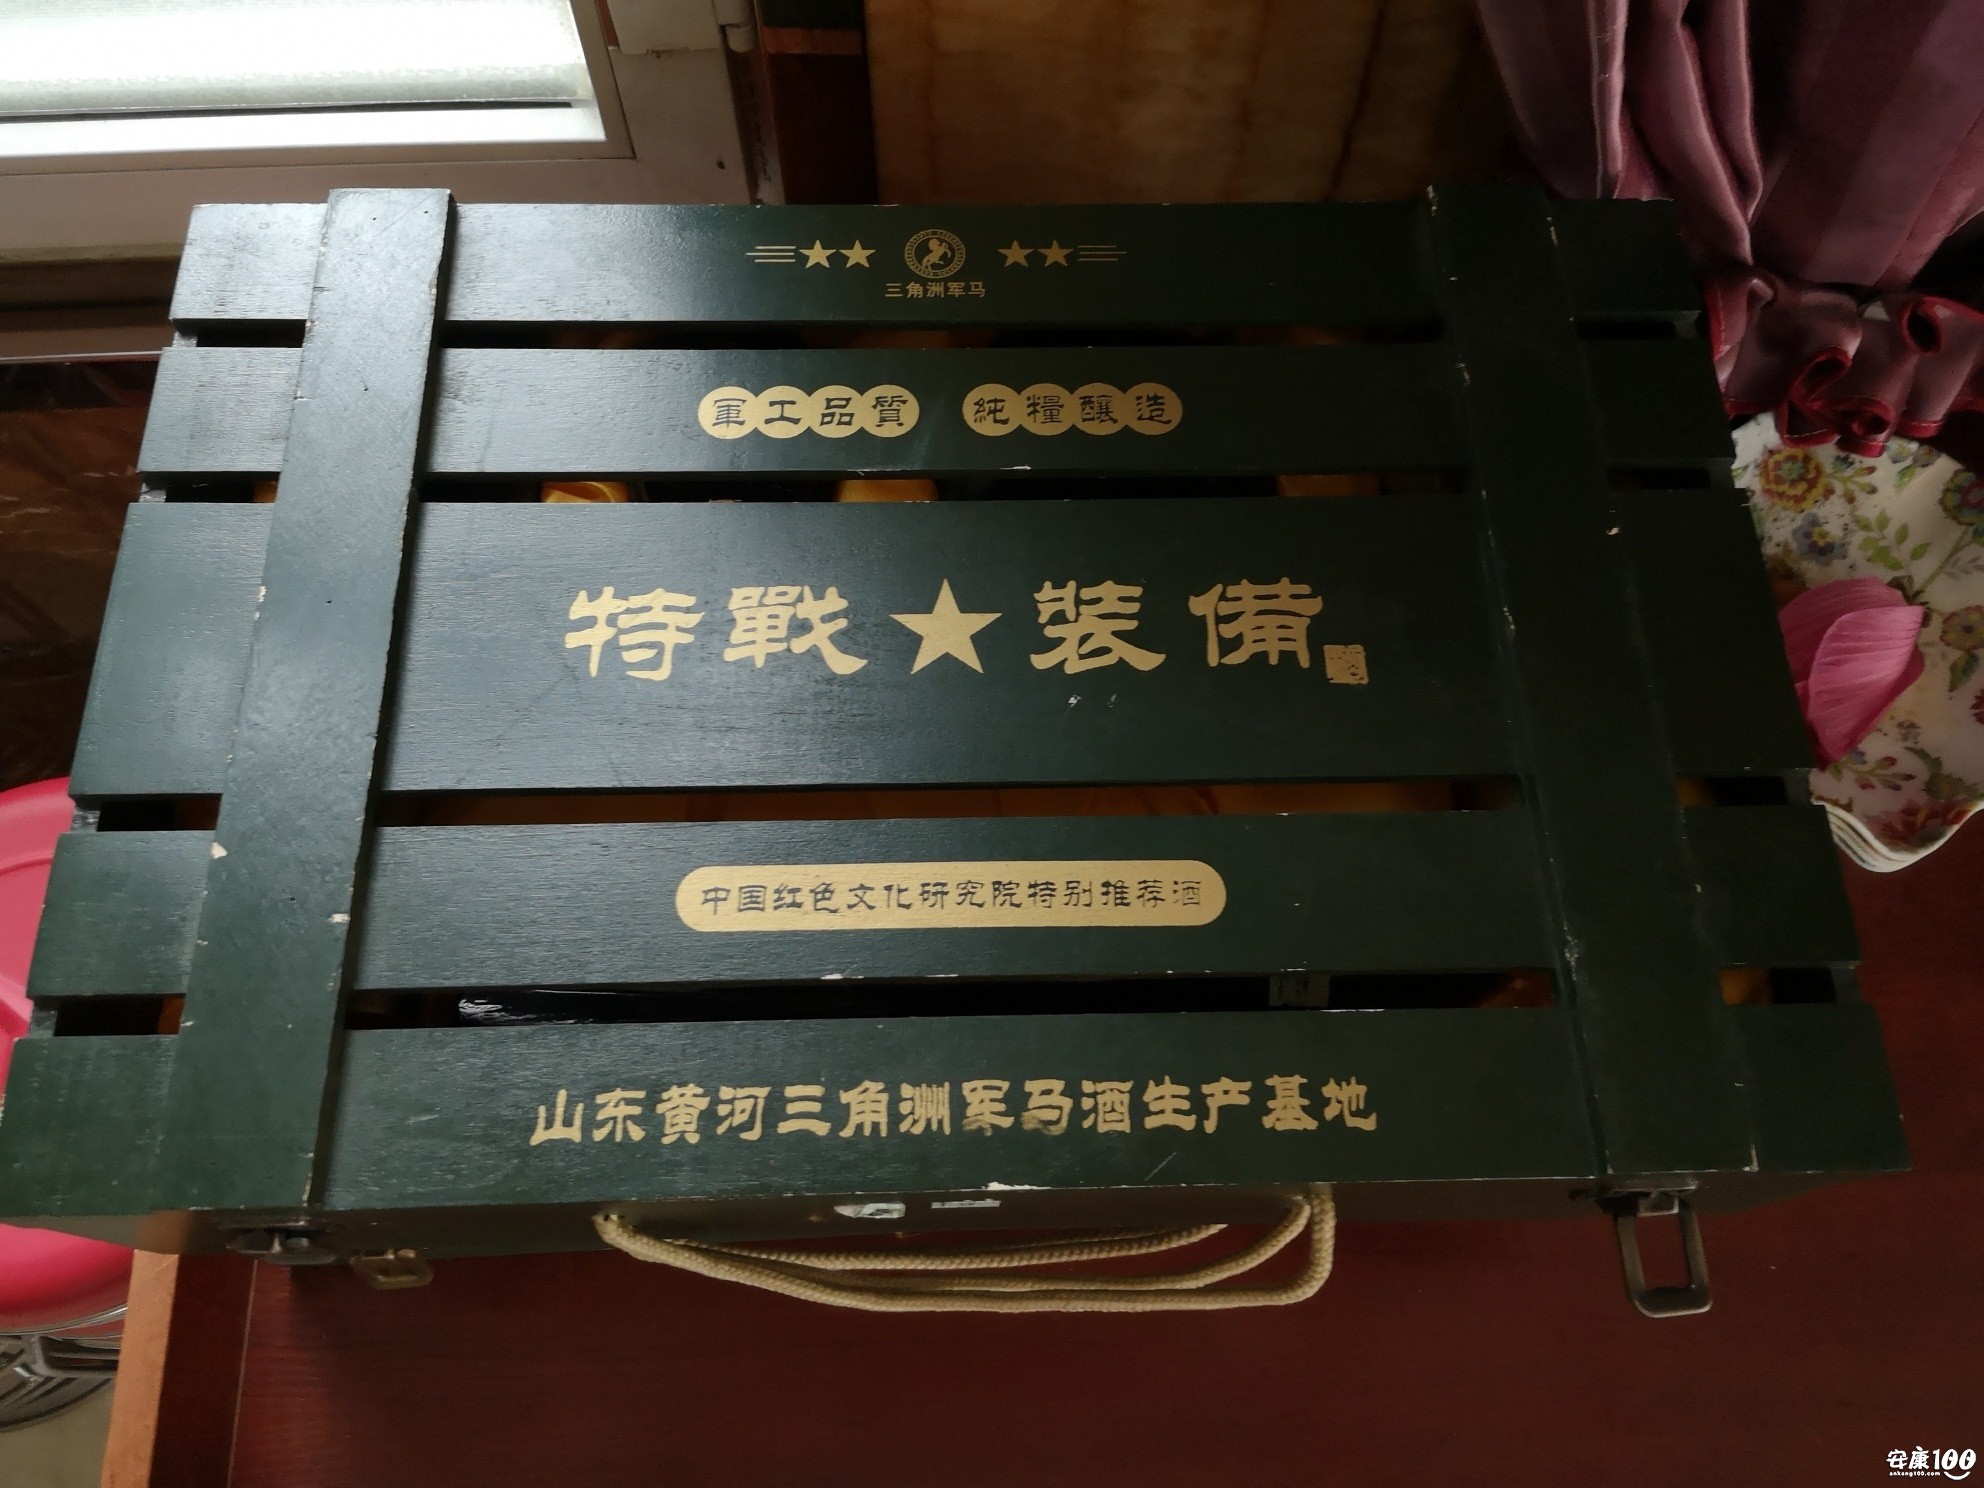 三角洲军马
軍工品質 純糧釀造
特戰★裝備
中国红色文化研究院特别推荐酒
山东黄河三角洲军马酒生产基地
安康100
ankang100.com